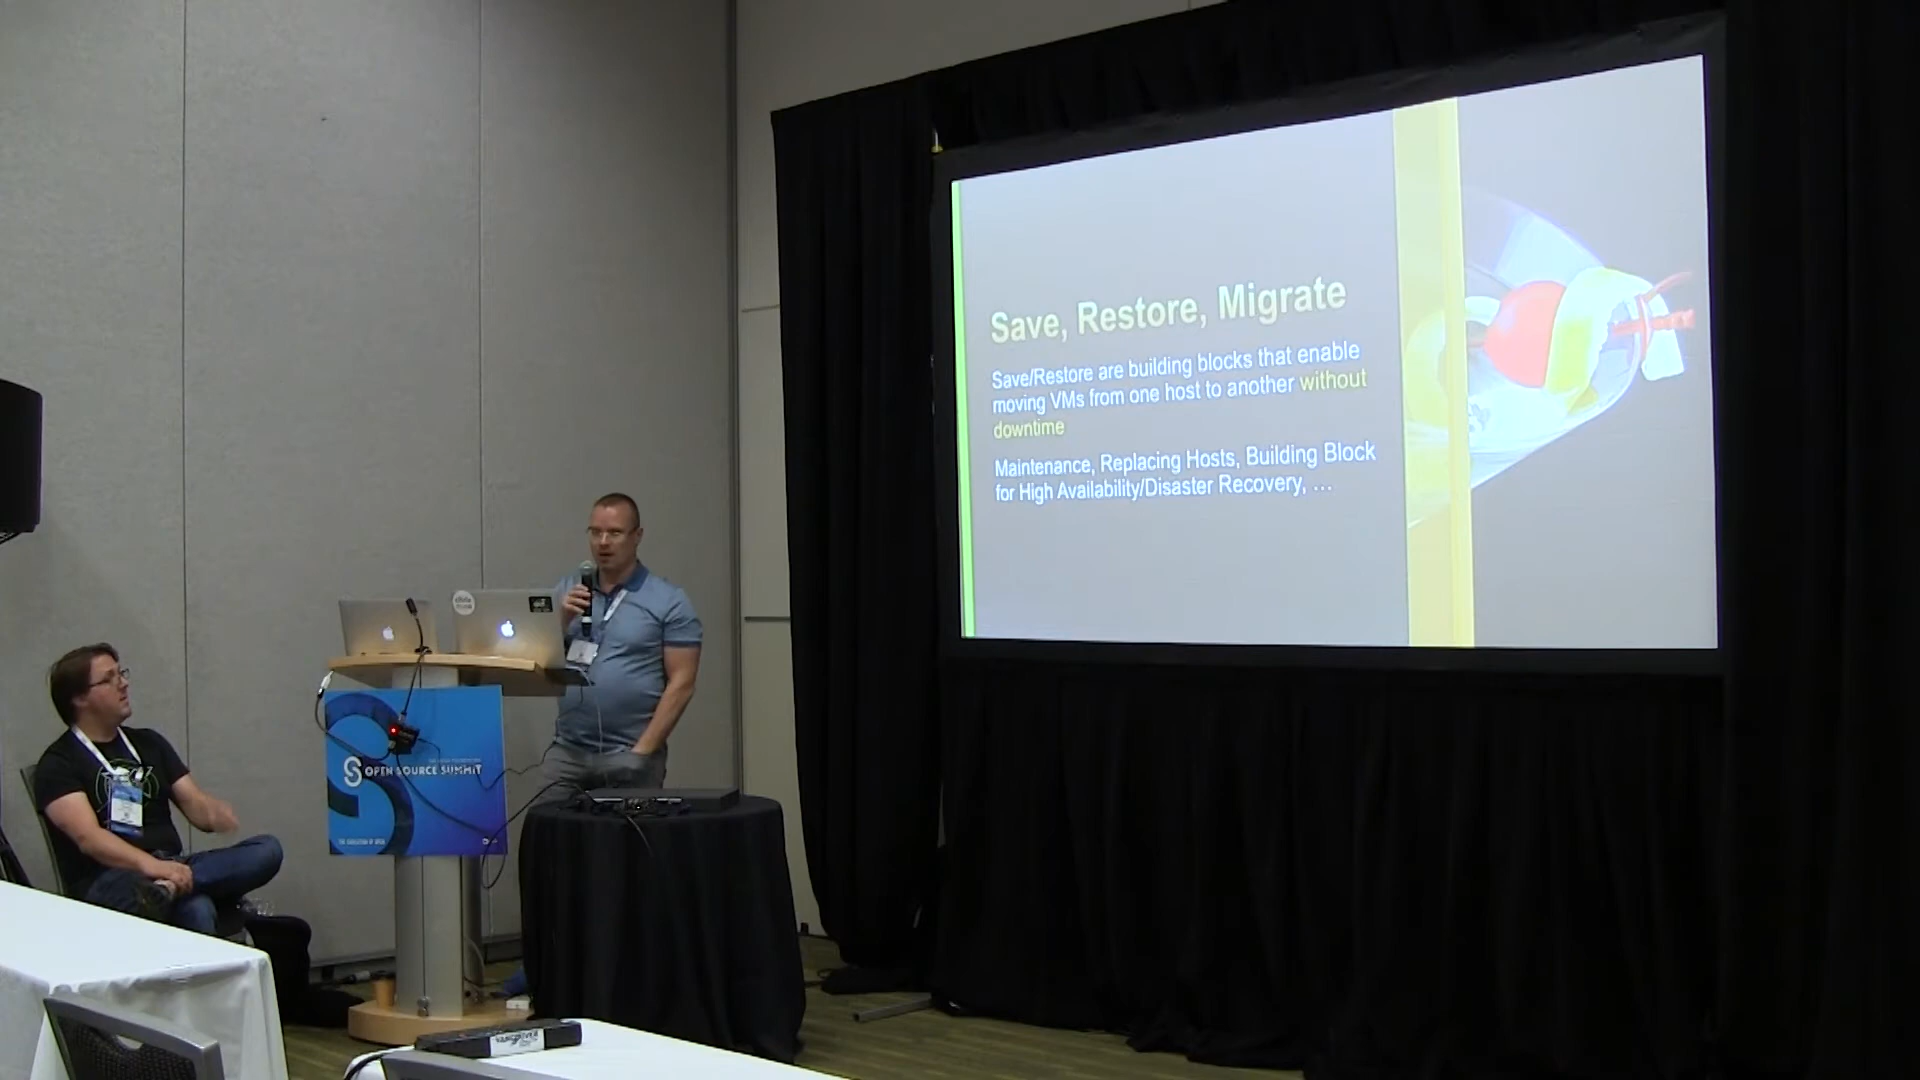 Save, Restore, Migrate
Save/Restore are building blocks that enable
moving VMs from one host to another without
downtime
Maintenance, Replacing Hosts, Building Block
for High Availability/Disaster Recovery, …
OPEN SOURCE SUMMIT